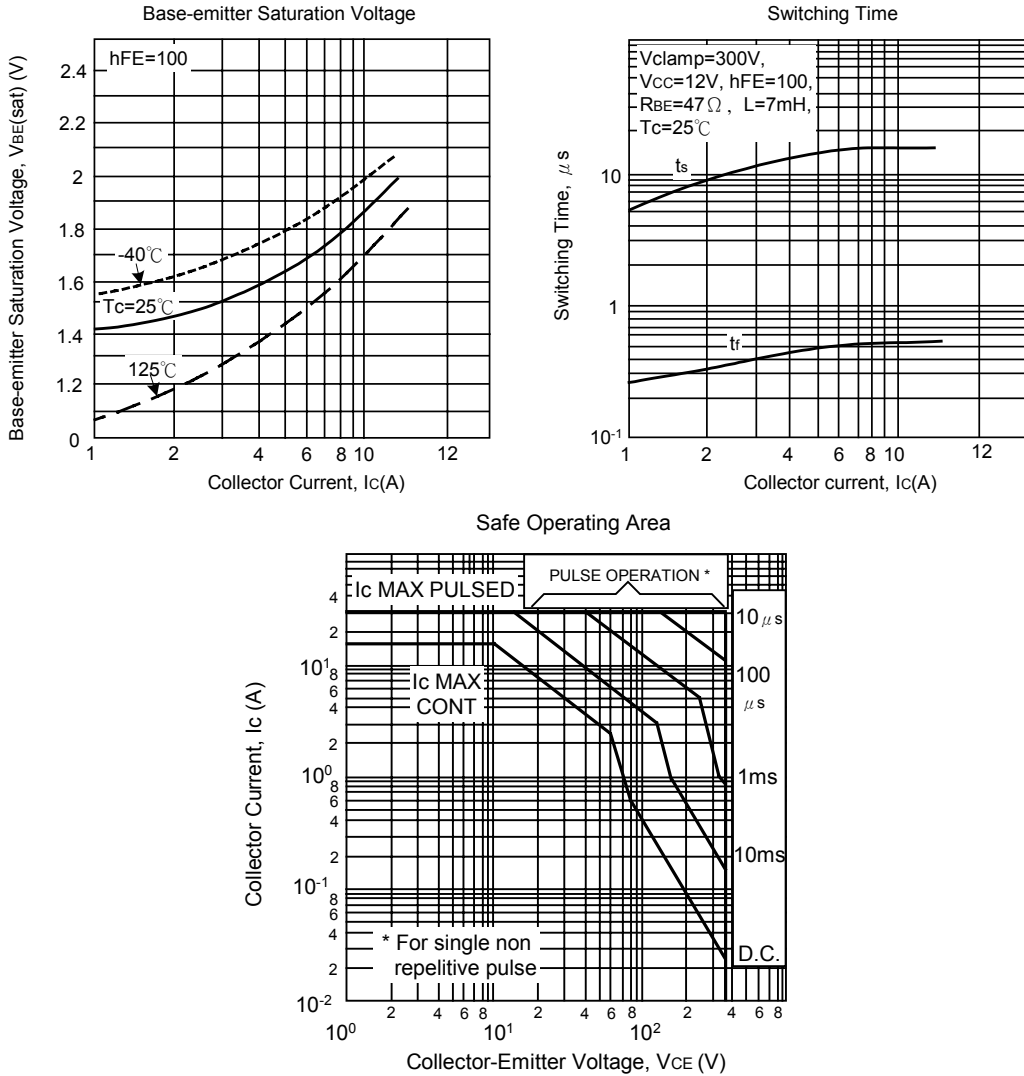 Base-emitter Saturation Voltage
Base-emitter Saturation Voltage, VBE(sat) (V)
hFE=100
2.4
2.2
2
1.8
1.6
1.4
1.2
0
-40℃
Tc=25℃
125℃
1 2 4 6 8 10 12
Collector Current, IC(A)
Switching Time
Switching Time, μs
Vclamp=300V,
VCC=12V, hFE=100,
RBE=47Ω, L=7mH,
Tc=25℃
ts
tf
10
1
10-1
1 2 4 6 8 10 12
Collector current, IC(A)
Safe Operating Area
Collector Current, Ic (A)
Ic MAX PULSED
PULSE OPERATION *
Ic MAX
CONT
10μs
100
μs
1ms
10ms
D.C.
* For single non
repelitive pulse
4
2
10¹
8
6
4
2
10⁰
8
6
4
2
10-1
8
6
4
2
10-2
10⁰ 2 4 6 8 10¹ 2 4 6 8 10² 2 4 6 8
Collector-Emitter Voltage, VCE (V)